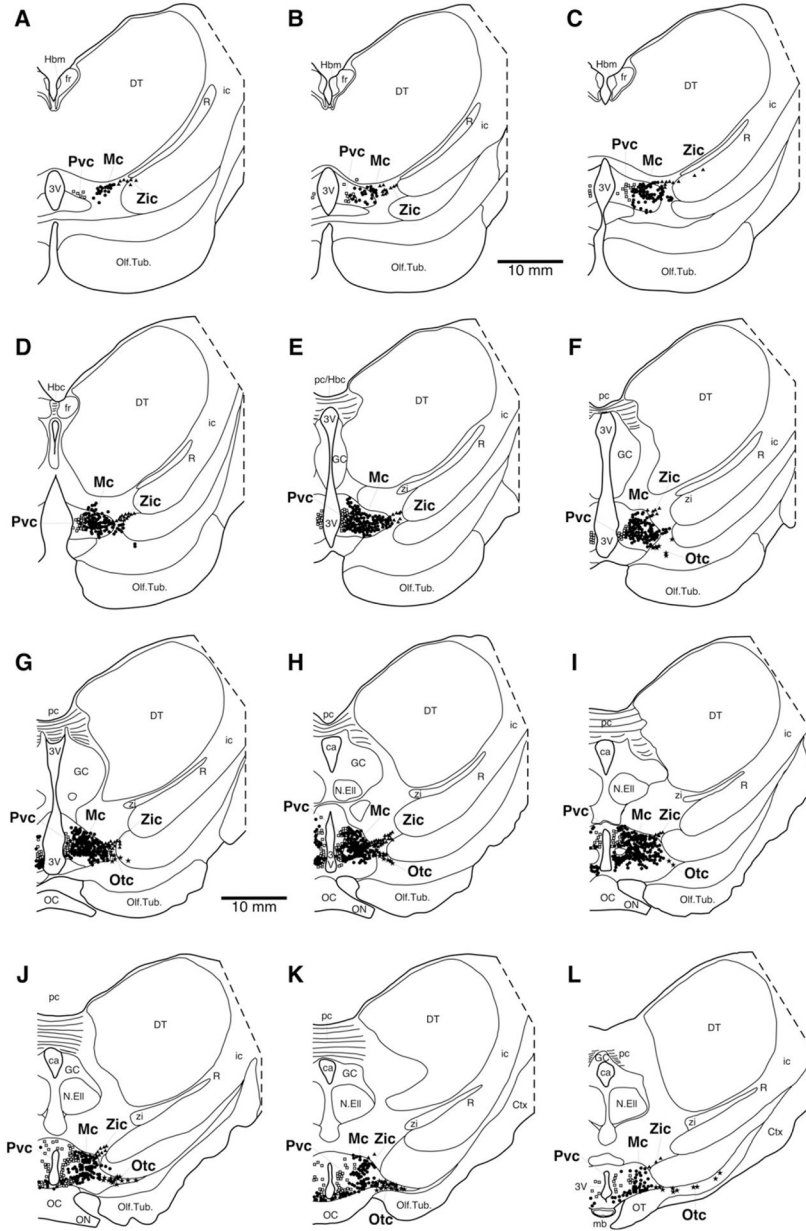 A
Hbm
fr
DT
ic
R
Pvc
Mc
3V
Zic
Olf.Tub.
B
Hbm
fr
DT
ic
R
Pvc
Mc
3V
Zic
Olf.Tub.
10 mm
C
Hbm
fr
DT
ic
R
Pvc
Mc
Zic
3V
Olf.Tub.
D
Hbc
fr
DT
ic
R
Mc
Zic
Pvc
Olf.Tub.
E
pc/Hbc
3V
DT
GC
ic
R
Mc
zi
Zic
Pvc
3V
Olf.Tub.
F
pc
3V
DT
GC
ic
R
Mc
Zic
zi
Pvc
3V
Otc
Olf.Tub.
G
pc
3V
DT
GC
ic
R
zi
Pvc
Mc
Zic
3V
Otc
OC
Olf.Tub.
10 mm
H
pc
ca
DT
GC
ic
N.Ell
R
zi
Pvc
Mc
Zic
3V
Otc
OC
ON
Olf.Tub.
I
pc
ca
DT
ic
N.Ell
R
zi
Pvc
Mc
Zic
Otc
OC
ON
Olf.Tub.
J
pc
DT
ca
GC
ic
R
N.Ell
zi
Pvc
Mc
Zic
Otc
OC
ON
Olf.Tub.
K
pc
DT
ca
GC
ic
R
N.Ell
Ctx
zi
Mc
Zic
Pvc
OC
Otc
Olf.Tub.
L
DT
GC
pc
ca
ic
N.Ell
R
zi
Ctx
Mc
Zic
Pvc
3V
mb
OT
Otc